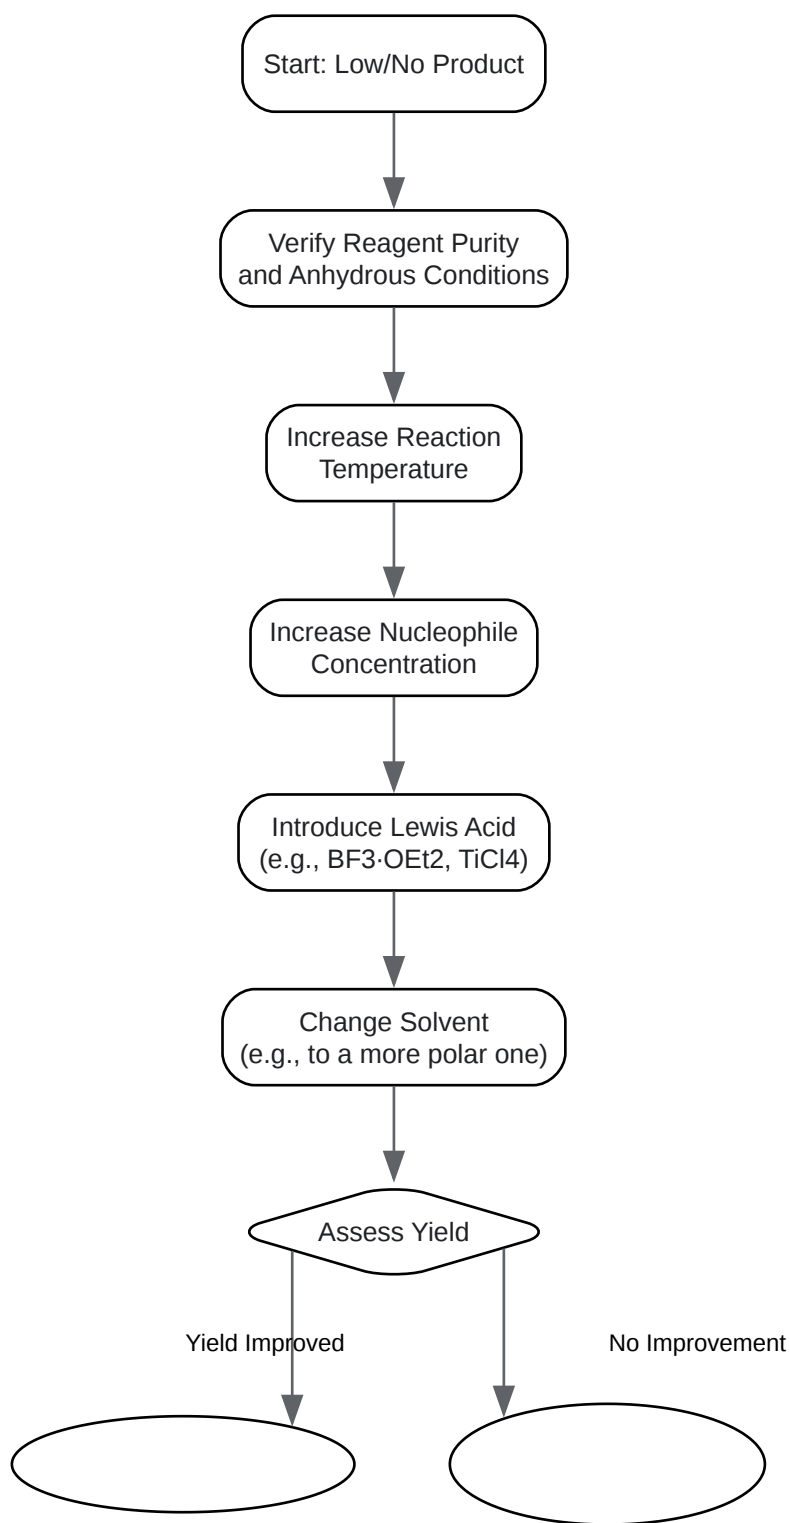 Start: Low/No Product
Verify Reagent Purity
and Anhydrous Conditions
Increase Reaction
Temperature
Increase Nucleophile
Concentration
Introduce Lewis Acid
(e.g., BF3·OEt2, TiCl4)
Change Solvent
(e.g., to a more polar one)
Assess Yield
Yield Improved
No Improvement